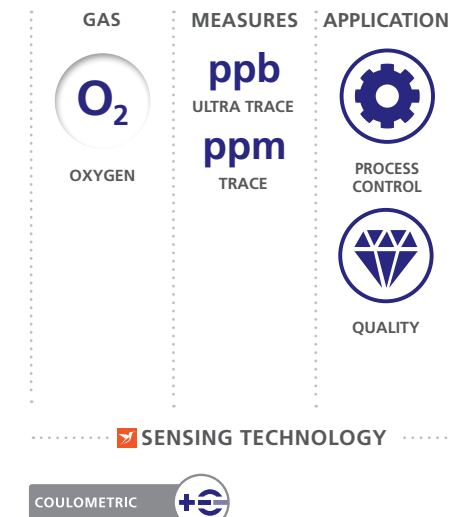 GAS
MEASURES
APPLICATION
O₂
OXYGEN
ppb
ULTRA TRACE
ppm
TRACE
PROCESS
CONTROL
QUALITY
SENSING TECHNOLOGY
COULOMETRIC